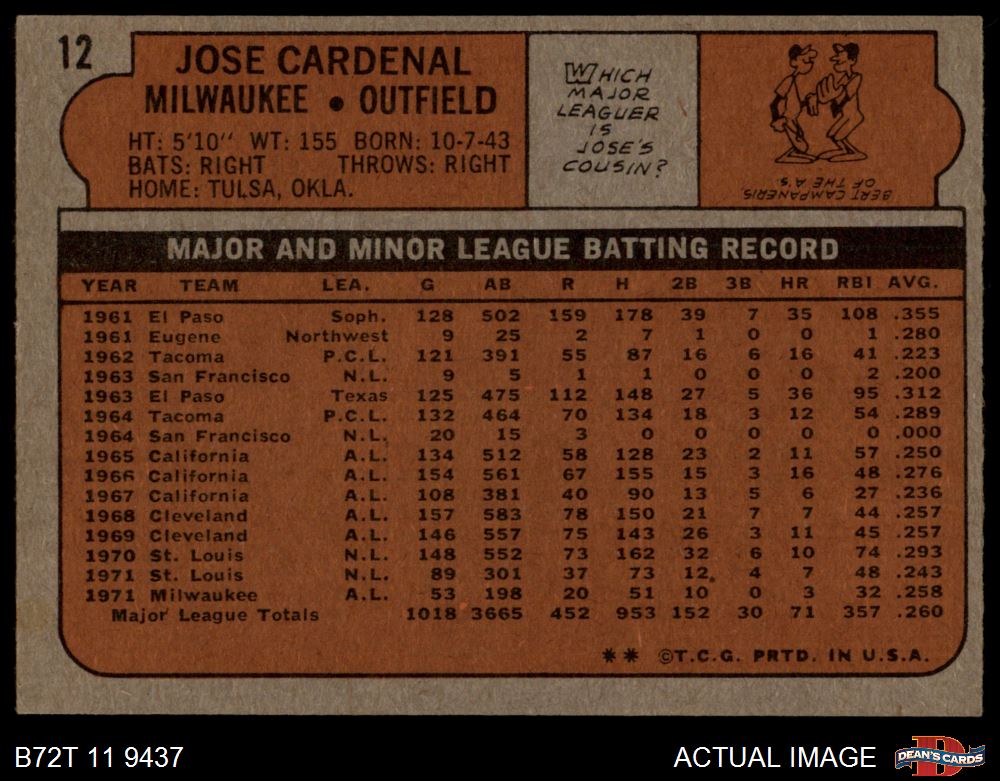 12
JOSE CARDENAL
MILWAUKEE • OUTFIELD
HT: 5'10" WT: 155 BORN: 10-7-43
BATS: RIGHT THROWS: RIGHT
HOME: TULSA, OKLA.
WHICH
MAJOR
LEAGUER
IS
JOSE'S
COUSIN?
BERT CAMPANERIS
OF THE A'S.
MAJOR AND MINOR LEAGUE BATTING RECORD
YEAR TEAM LEA. G AB R H 2B 3B HR RBI AVG.
1961 El Paso Soph. 128 502 159 178 39 7 35 108 .355
1961 Eugene Northwest 9 25 2 7 1 0 0 1 .280
1962 Tacoma P.C.L. 121 391 55 87 16 6 16 41 .223
1963 San Francisco N.L. 9 5 1 1 0 0 0 2 .200
1963 El Paso Texas 125 475 112 148 27 5 36 95 .312
1964 Tacoma P.C.L. 132 464 70 134 18 3 12 54 .289
1964 San Francisco N.L. 20 15 3 0 0 0 0 0 .000
1965 California A.L. 134 512 58 128 23 2 11 57 .250
1966 California A.L. 154 561 67 155 15 3 16 48 .276
1967 California A.L. 108 381 40 90 13 5 6 27 .236
1968 Cleveland A.L. 157 583 78 150 21 7 7 44 .257
1969 Cleveland A.L. 146 557 75 143 26 3 11 45 .257
1970 St. Louis N.L. 148 552 73 162 32 6 10 74 .293
1971 St. Louis N.L. 89 301 37 73 12 4 7 48 .243
1971 Milwaukee A.L. 53 198 20 51 10 0 3 32 .258
Major League Totals 1018 3665 452 953 152 30 71 357 .260
** ©T.C.G. PRTD. IN U.S.A.
B72T 11 9437
ACTUAL IMAGE
DEAN'S CARDS